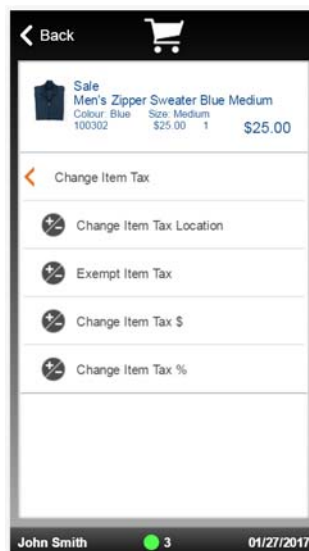 Back
Sale
Men's Zipper Sweater Blue Medium
Colour: Blue Size: Medium
100302 $25.00 1 $25.00
Change Item Tax
Change Item Tax Location
Exempt Item Tax
Change Item Tax $
Change Item Tax %
John Smith 3 01/27/2017